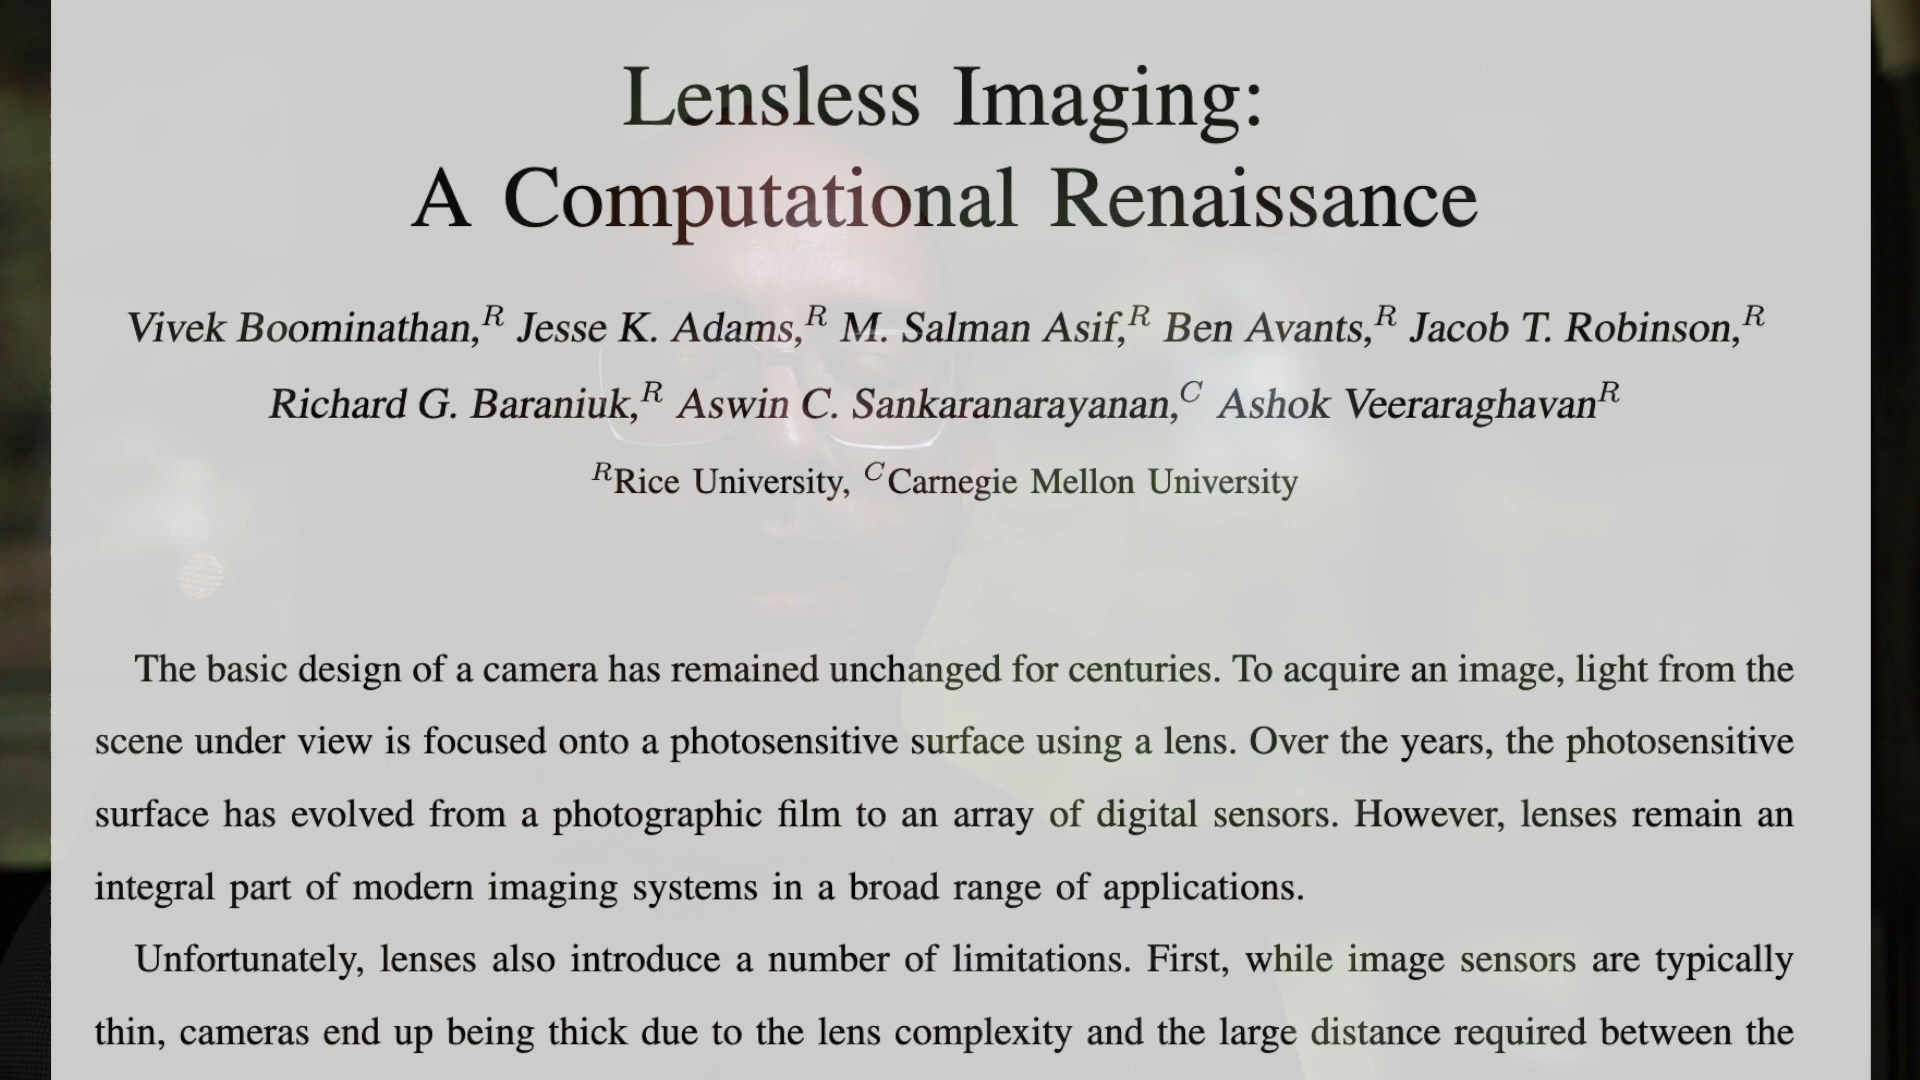 Lensless Imaging:
A Computational Renaissance
Vivek Boominathan,ᴿ Jesse K. Adams,ᴿ M. Salman Asif,ᴿ Ben Avants,ᴿ Jacob T. Robinson,ᴿ
Richard G. Baraniuk,ᴿ Aswin C. Sankaranarayanan,ᶜ Ashok Veeraraghavanᴿ
ᴿRice University, ᶜCarnegie Mellon University
The basic design of a camera has remained unchanged for centuries. To acquire an image, light from the
scene under view is focused onto a photosensitive surface using a lens. Over the years, the photosensitive
surface has evolved from a photographic film to an array of digital sensors. However, lenses remain an
integral part of modern imaging systems in a broad range of applications.
Unfortunately, lenses also introduce a number of limitations. First, while image sensors are typically
thin, cameras end up being thick due to the lens complexity and the large distance required between the